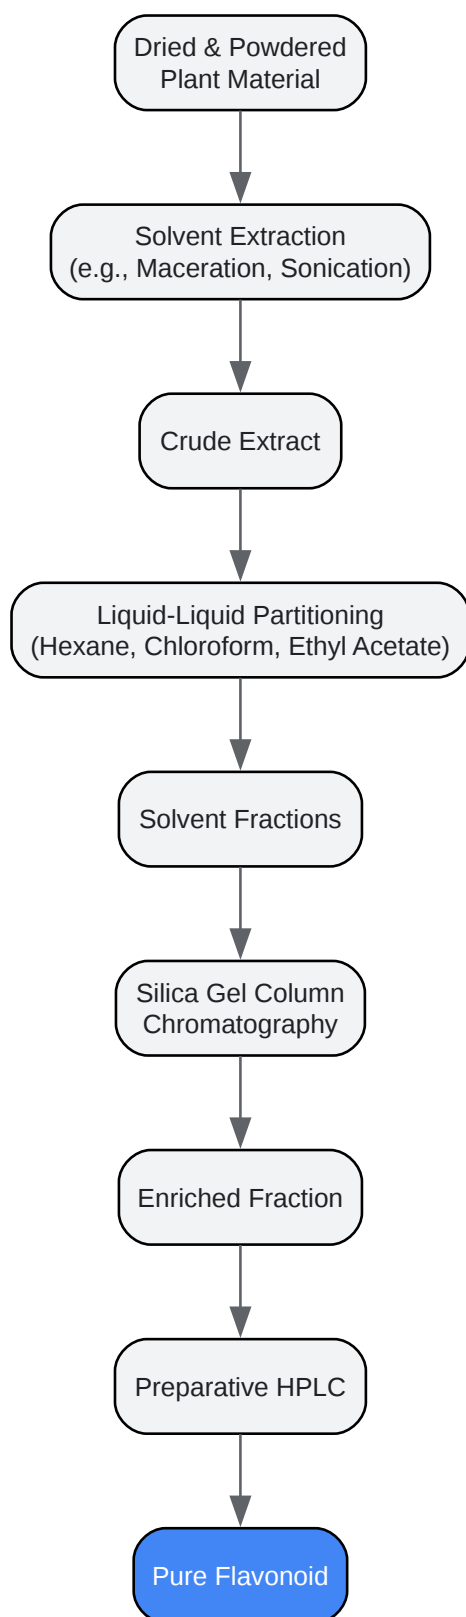 Dried & Powdered
Plant Material
Solvent Extraction
(e.g., Maceration, Sonication)
Crude Extract
Liquid-Liquid Partitioning
(Hexane, Chloroform, Ethyl Acetate)
Solvent Fractions
Silica Gel Column
Chromatography
Enriched Fraction
Preparative HPLC
Pure Flavonoid